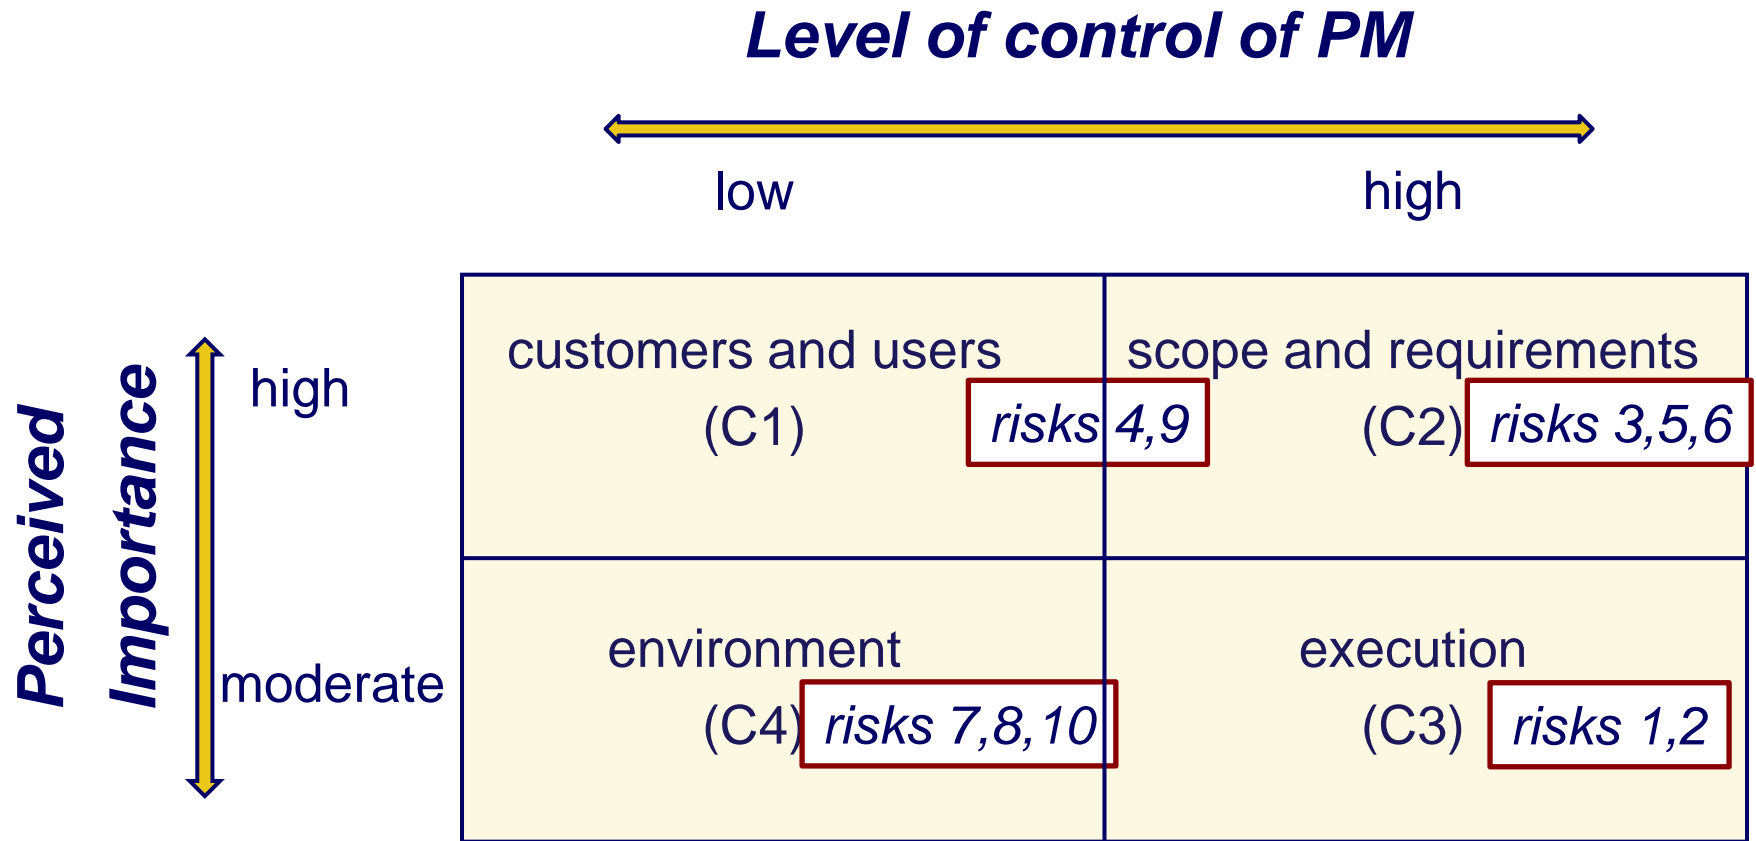 Level of control of PM
low high
Perceived
Importance
high
moderate
customers and users
(C1) risks 4,9
scope and requirements
(C2) risks 3,5,6
environment
(C4) risks 7,8,10
execution
(C3) risks 1,2